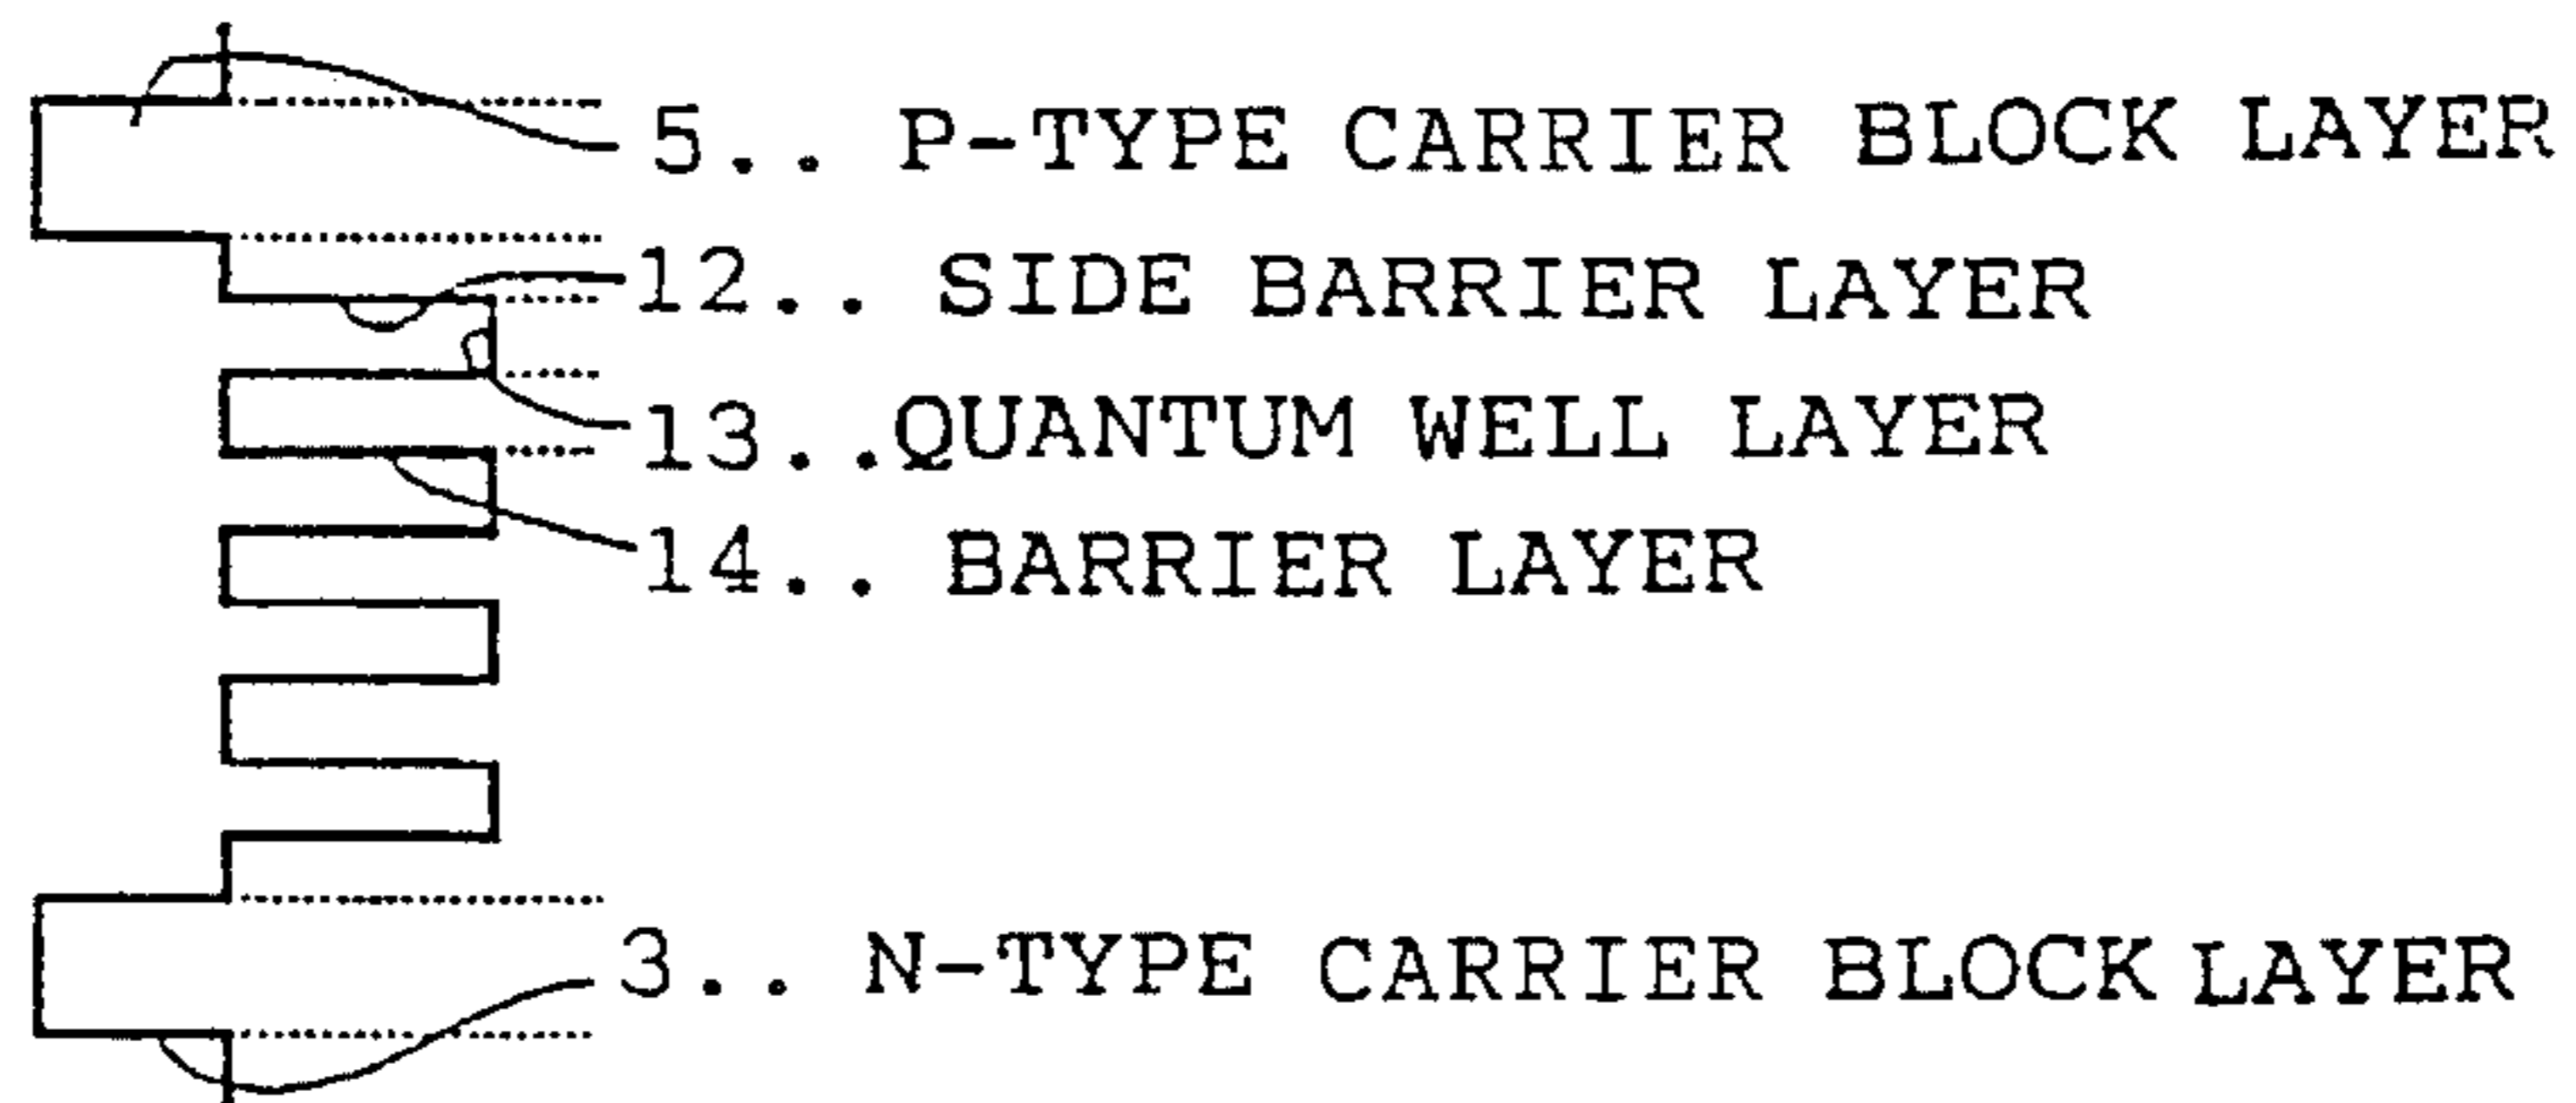 5.. P-TYPE CARRIER BLOCK LAYER
12.. SIDE BARRIER LAYER
13..QUANTUM WELL LAYER
14.. BARRIER LAYER
3.. N-TYPE CARRIER BLOCK LAYER